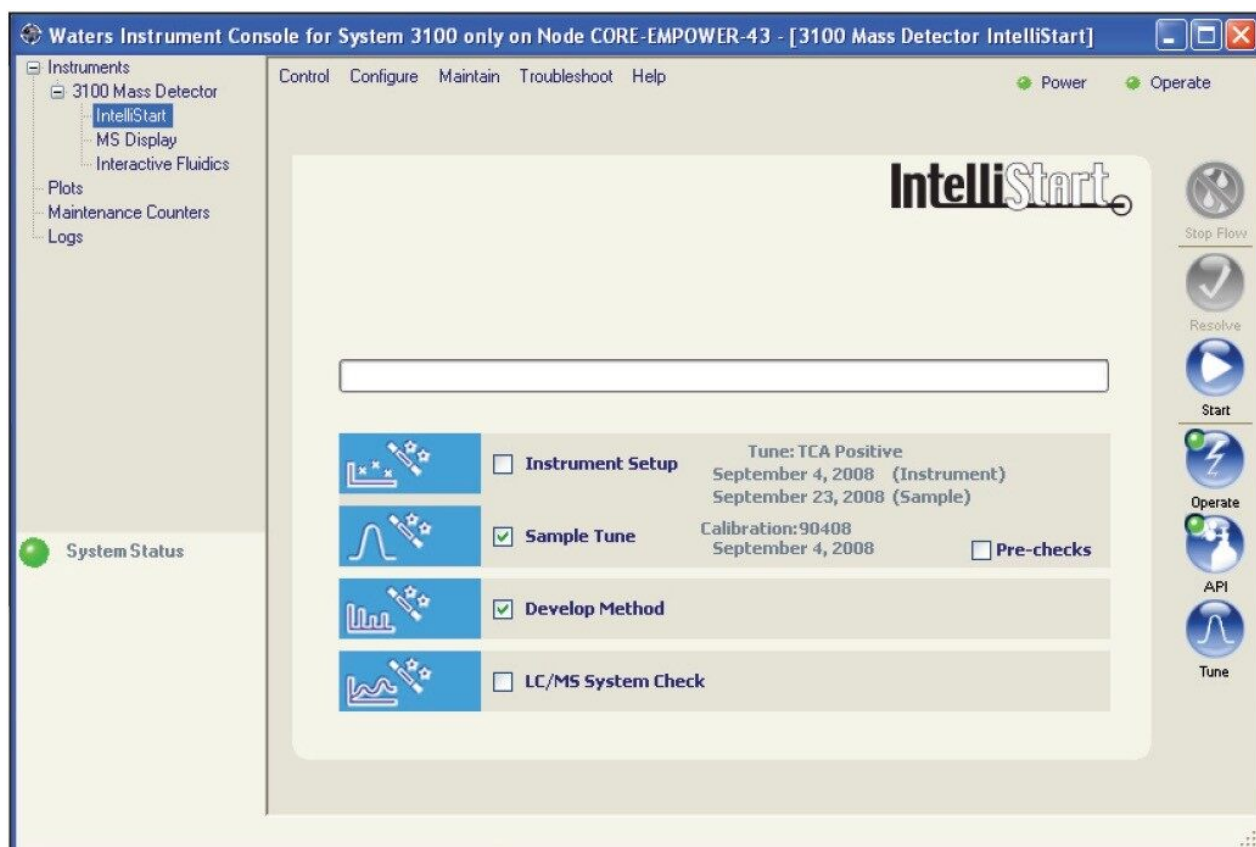 Waters Instrument Console for System 3100 only on Node CORE-EMPOWER-43 - [3100 Mass Detector IntelliStart]
Instruments
3100 Mass Detector
IntelliStart
MS Display
Interactive Fluidics
Plots
Maintenance Counters
Logs
System Status
Control Configure Maintain Troubleshoot Help
Power Operate
IntelliStart
Instrument Setup
Tune: TCA Positive
September 4, 2008 (Instrument)
September 23, 2008 (Sample)
Sample Tune
Calibration:90408
September 4, 2008
Pre-checks
Develop Method
LC/MS System Check
Stop Flow
Resolve
Start
Operate
API
Tune